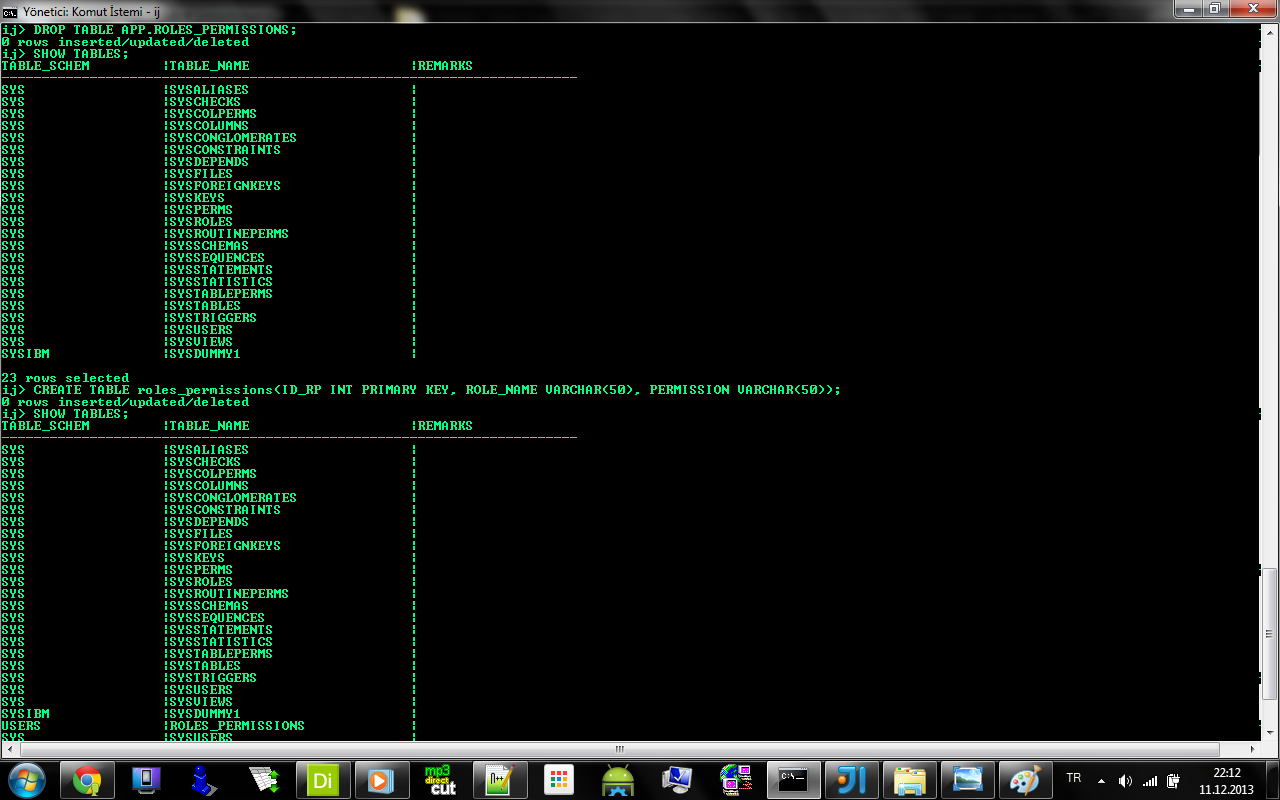 Yönetici: Komut İstemi - ij
ij> DROP TABLE APP.ROLES_PERMISSIONS;
0 rows inserted/updated/deleted
ij> SHOW TABLES;
TABLE_SCHEM |TABLE_NAME |REMARKS
------------------------------------------------------------------------
SYS |SYSALIASES |
SYS |SYSCHECKS |
SYS |SYSCOLPERMS |
SYS |SYSCOLUMNS |
SYS |SYSCONGLOMERATES |
SYS |SYSCONSTRAINTS |
SYS |SYSDEPENDS |
SYS |SYSFILES |
SYS |SYSFOREIGNKEYS |
SYS |SYSKEYS |
SYS |SYSPERMS |
SYS |SYSROLES |
SYS |SYSROUTINEPERMS |
SYS |SYSSCHEMAS |
SYS |SYSSEQUENCES |
SYS |SYSSTATEMENTS |
SYS |SYSSTATISTICS |
SYS |SYSTABLEPERMS |
SYS |SYSTABLES |
SYS |SYSTRIGGERS |
SYS |SYSUSERS |
SYS |SYSVIEWS |
SYSIBM |SYSDUMMY1 |
23 rows selected
ij> CREATE TABLE roles_permissions(ID_RP INT PRIMARY KEY, ROLE_NAME VARCHAR(50), PERMISSION VARCHAR(50));
0 rows inserted/updated/deleted
ij> SHOW TABLES;
TABLE_SCHEM |TABLE_NAME |REMARKS
------------------------------------------------------------------------
SYS |SYSALIASES |
SYS |SYSCHECKS |
SYS |SYSCOLPERMS |
SYS |SYSCOLUMNS |
SYS |SYSCONGLOMERATES |
SYS |SYSCONSTRAINTS |
SYS |SYSDEPENDS |
SYS |SYSFILES |
SYS |SYSFOREIGNKEYS |
SYS |SYSKEYS |
SYS |SYSPERMS |
SYS |SYSROLES |
SYS |SYSROUTINEPERMS |
SYS |SYSSCHEMAS |
SYS |SYSSEQUENCES |
SYS |SYSSTATEMENTS |
SYS |SYSSTATISTICS |
SYS |SYSTABLEPERMS |
SYS |SYSTABLES |
SYS |SYSTRIGGERS |
SYS |SYSUSERS |
SYS |SYSVIEWS |
SYSIBM |SYSDUMMY1 |
USERS |ROLES_PERMISSIONS |
SYS |SYSUSERS |
Di
mp3
direct
cut
TR
22:12
11.12.2013